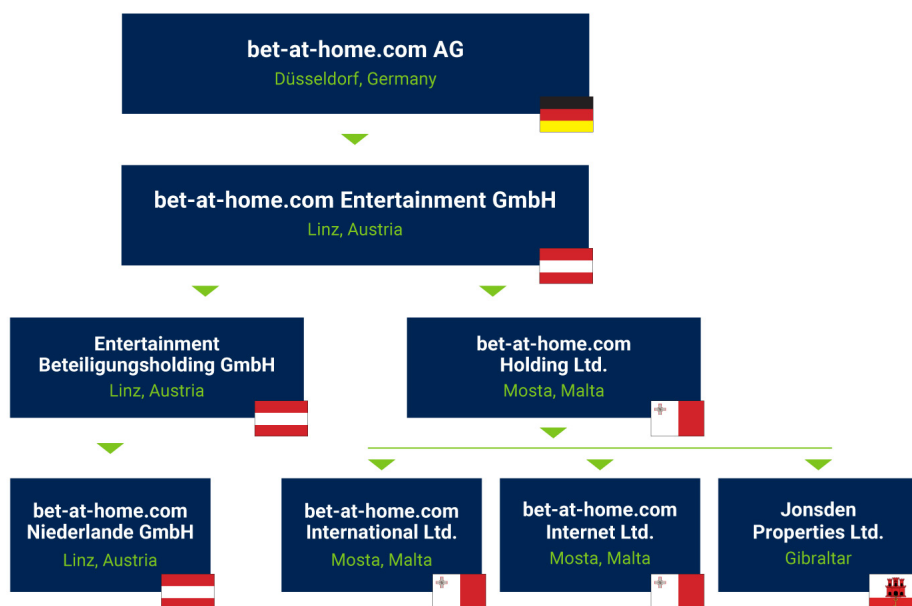 bet-at-home.com AG
Düsseldorf, Germany
bet-at-home.com Entertainment GmbH
Linz, Austria
Entertainment
Beteiligungsholding GmbH
Linz, Austria
bet-at-home.com
Holding Ltd.
Mosta, Malta
bet-at-home.com
Niederlande GmbH
Linz, Austria
bet-at-home.com
International Ltd.
Mosta, Malta
bet-at-home.com
Internet Ltd.
Mosta, Malta
Jonsden
Properties Ltd.
Gibraltar